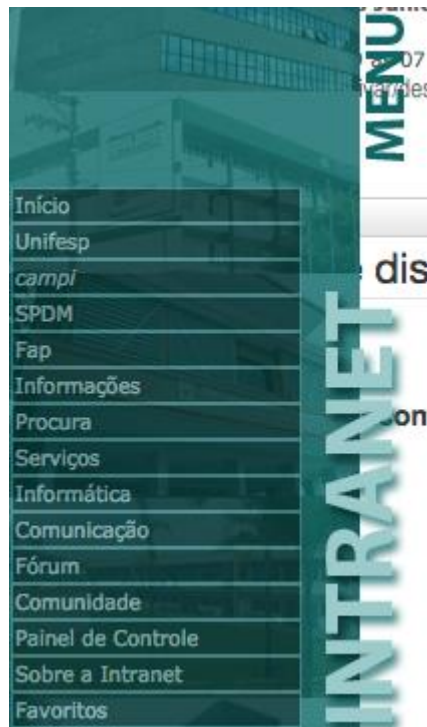 MENU
07
dis
Início
Unifesp
campi
SPDM
Fap
Informações
Procura
Serviços
Informática
Comunicação
Fórum
Comunidade
Painel de Controle
Sobre a Intranet
Favoritos
INTRANET
on